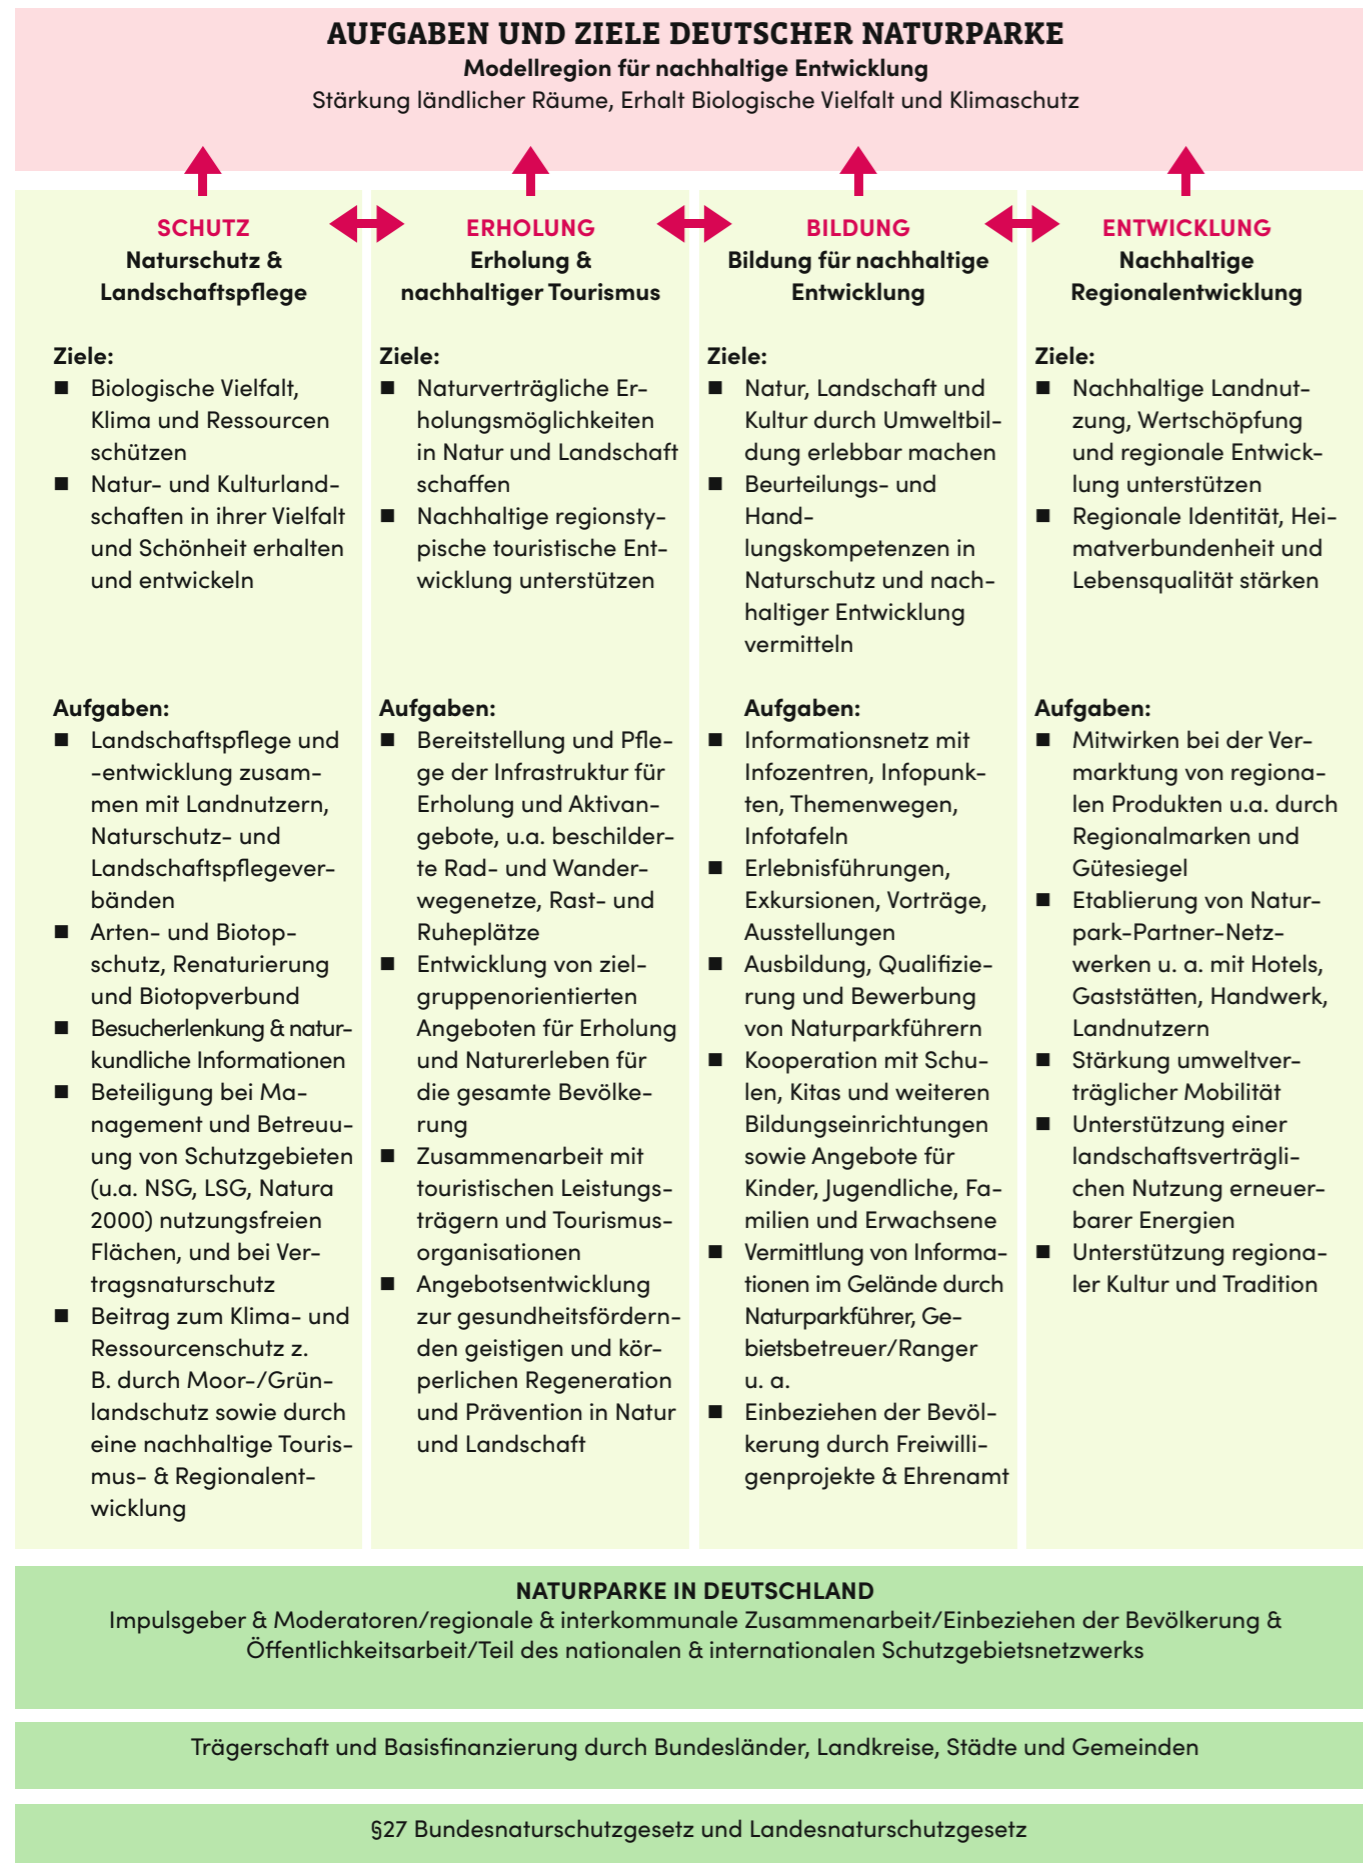 AUFGABEN UND ZIELE DEUTSCHER NATURPARKE
Modellregion für nachhaltige Entwicklung
Stärkung ländlicher Räume, Erhalt Biologische Vielfalt und Klimaschutz
SCHUTZ
Naturschutz &
Landschaftspflege
Ziele:
■ Biologische Vielfalt,
Klima und Ressourcen
schützen
■ Natur- und Kulturland-
schaften in ihrer Vielfalt
und Schönheit erhalten
und entwickeln
Aufgaben:
■ Landschaftspflege und
-entwicklung zusam-
men mit Landnutzern,
Naturschutz- und
Landschaftspflegever-
bänden
■ Arten- und Biotop-
schutz, Renaturierung
und Biotopverbund
■ Besucherlenkung & natur-
kundliche Informationen
■ Beteiligung bei Ma-
nagement und Betreuu-
ung von Schutzgebieten
(u.a. NSG, LSG, Natura
2000) nutzungsfreien
Flächen, und bei Ver-
tragsnaturschutz
■ Beitrag zum Klima- und
Ressourcenschutz z.
B. durch Moor-/Grün-
landschutz sowie durch
eine nachhaltige Touris-
mus- & Regionalent-
wicklung
ERHOLUNG
Erholung &
nachhaltiger Tourismus
Ziele:
■ Naturverträgliche Er-
holungsmöglichkeiten
in Natur und Landschaft
schaffen
■ Nachhaltige regionsty-
pische touristische Ent-
wicklung unterstützen
Aufgaben:
■ Bereitstellung und Pfle-
ge der Infrastruktur für
Erholung und Aktivan-
gebote, u.a. beschilder-
te Rad- und Wander-
wegenetze, Rast- und
Ruheplätze
■ Entwicklung von ziel-
gruppenorientierten
Angeboten für Erholung
und Naturerleben für
die gesamte Bevölke-
rung
■ Zusammenarbeit mit
touristischen Leistungs-
trägern und Tourismus-
organisationen
■ Angebotsentwicklung
zur gesundheitsfördern-
den geistigen und kör-
perlichen Regeneration
und Prävention in Natur
und Landschaft
BILDUNG
Bildung für nachhaltige
Entwicklung
Ziele:
■ Natur, Landschaft und
Kultur durch Umweltbil-
dung erlebbar machen
■ Beurteilungs- und
Hand-
lungskompetenzen in
Naturschutz und nach-
haltiger Entwicklung
vermitteln
Aufgaben:
■ Informationsnetz mit
Infozentren, Infopunk-
ten, Themenwegen,
Infotafeln
■ Erlebnisführungen,
Exkursionen, Vorträge,
Ausstellungen
■ Ausbildung, Qualifizie-
rung und Bewerbung
von Naturparkführern
■ Kooperation mit Schu-
len, Kitas und weiteren
Bildungseinrichtungen
sowie Angebote für
Kinder, Jugendliche, Fa-
milien und Erwachsene
■ Vermittlung von Informa-
tionen im Gelände durch
Naturparkführer, Ge-
bietsbetreuer/Ranger
u. a.
■ Einbeziehen der Bevöl-
kerung durch Freiwilli-
genprojekte & Ehrenamt
ENTWICKLUNG
Nachhaltige
Regionalentwicklung
Ziele:
■ Nachhaltige Landnut-
zung, Wertschöpfung
und regionale Entwick-
lung unterstützen
■ Regionale Identität, Hei-
matverbundenheit und
Lebensqualität stärken
Aufgaben:
■ Mitwirken bei der Ver-
marktung von regiona-
len Produkten u.a. durch
Regionalmarken und
Gütesiegel
■ Etablierung von Natur-
park-Partner-Netz-
werken u. a. mit Hotels,
Gaststätten, Handwerk,
Landnutzern
■ Stärkung umweltver-
träglicher Mobilität
■ Unterstützung einer
landschaftsverträgli-
chen Nutzung erneuer-
barer Energien
■ Unterstützung regiona-
ler Kultur und Tradition
NATURPARKE IN DEUTSCHLAND
Impulsgeber & Moderatoren/regionale & interkommunale Zusammenarbeit/Einbeziehen der Bevölkerung &
Öffentlichkeitsarbeit/Teil des nationalen & internationalen Schutzgebietsnetzwerks
Trägerschaft und Basisfinanzierung durch Bundesländer, Landkreise, Städte und Gemeinden
§27 Bundesnaturschutzgesetz und Landesnaturschutzgesetz